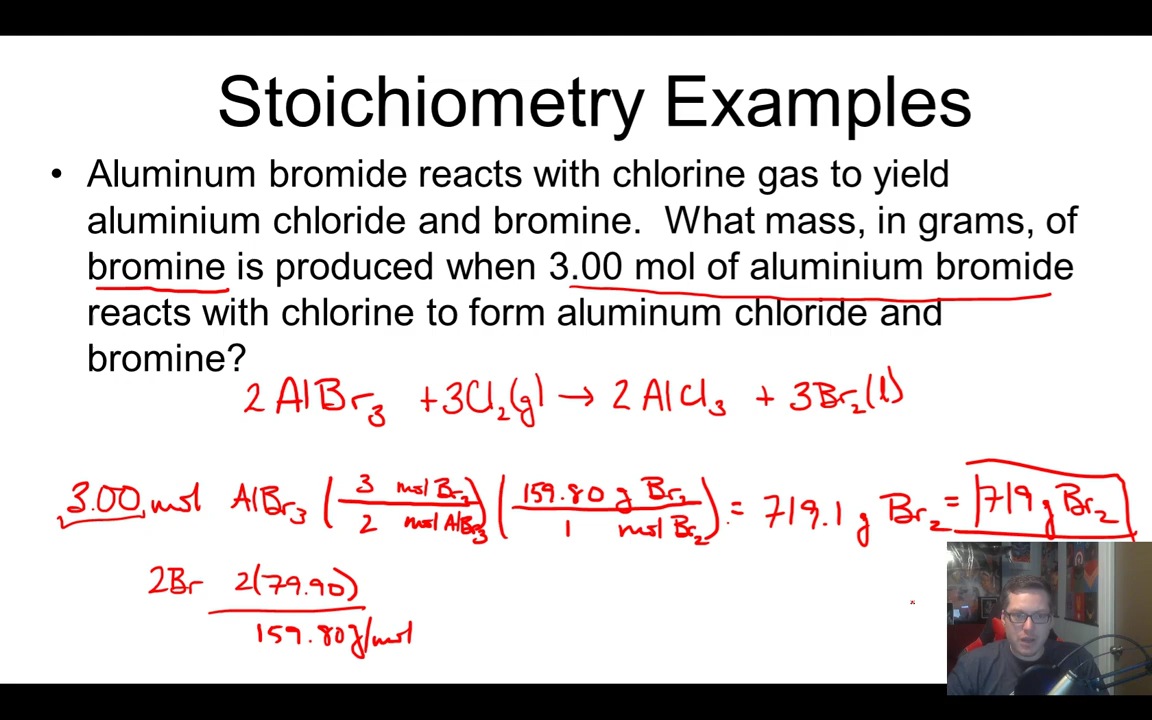 Stoichiometry Examples
• Aluminum bromide reacts with chlorine gas to yield
aluminium chloride and bromine. What mass, in grams, of
bromine is produced when 3.00 mol of aluminium bromide
reacts with chlorine to form aluminum chloride and
bromine?
2 AlBr₃ + 3Cl₂(g) → 2 AlCl₃ + 3Br₂(l)
3.00 mol AlBr₃ (3 mol Br₂ / 2 mol AlBr₃) (159.80 g Br₂ / 1 mol Br₂) = 719.1 g Br₂ = 719 g Br₂
2Br 2(79.90)
159.80 g/mol